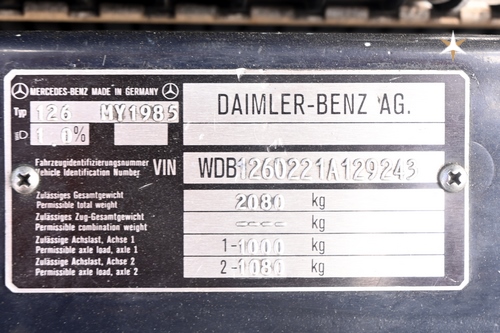 MERCEDES-BENZ MADE IN GERMANY
DAIMLER-BENZ AG.
Typ 126 MY1985
1.0%
Fahrzeugidentifizierungsnummer
Vehicle Identification Number
VIN WDB1260221A129243
Zulässiges Gesamtgewicht
Permissible total weight
2080 kg
Zulässiges Zug-Gesamtgewicht
Permissible combination weight
---- kg
Zulässige Achslast, Achse 1
Permissible axle load, axle 1
1-1000 kg
Zulässige Achslast, Achse 2
Permissible axle load, axle 2
2-1080 kg